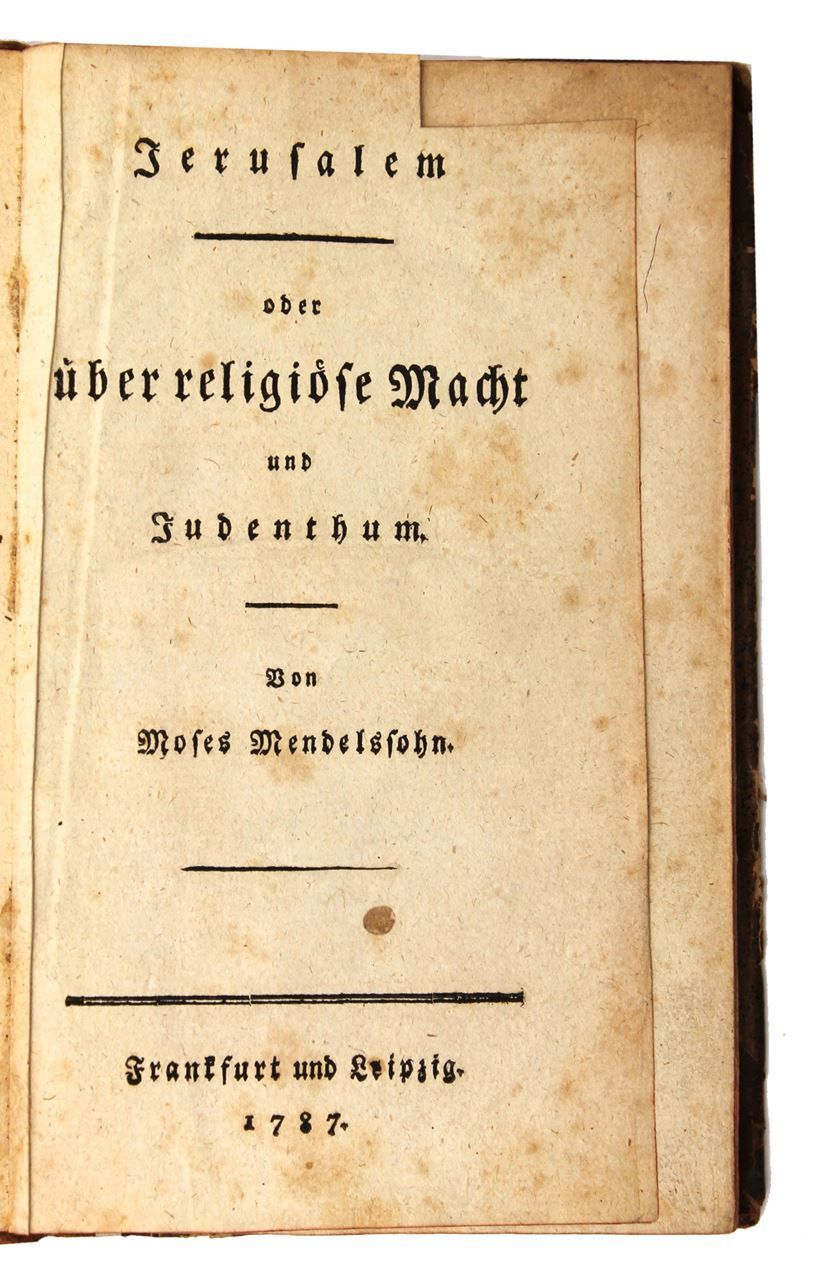 Jeruſalem
oder
über religiöſe Macht
und
Judenthum.
Von
Moſes Mendelsſohn.
Frankfurt und Leipzig.
1787.